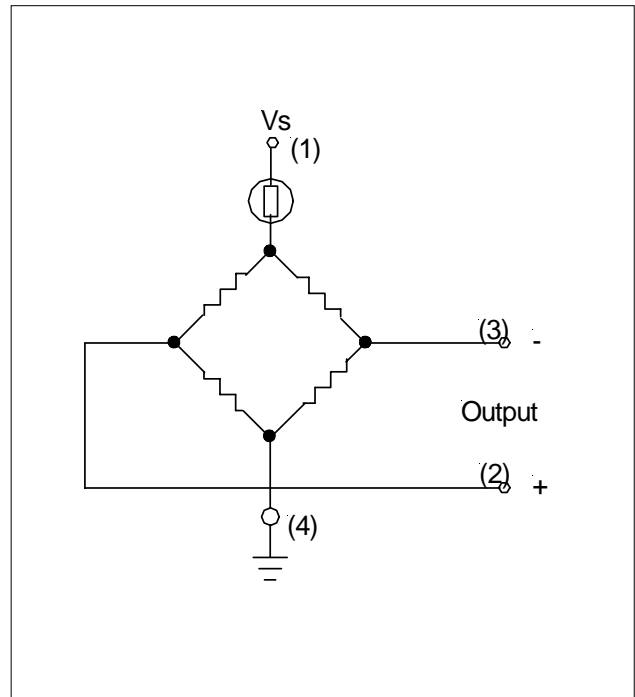 Vs
(1)
(3) -
Output
(2) +
(4)